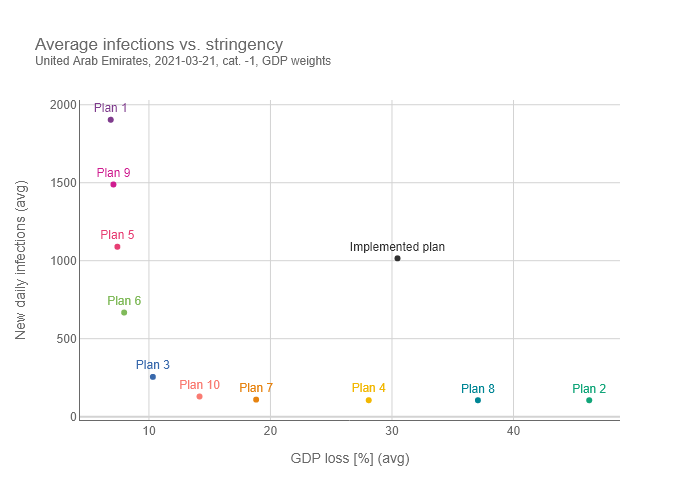 Average infections vs. stringency
United Arab Emirates, 2021-03-21, cat. -1, GDP weights
2000
Plan 1
Plan 9
1500
Plan 5
Implemented plan
1000
Plan 6
500
Plan 3
Plan 10
Plan 7
Plan 4
Plan 8
Plan 2
0
10
20
30
40
New daily infections (avg)
GDP loss [%] (avg)